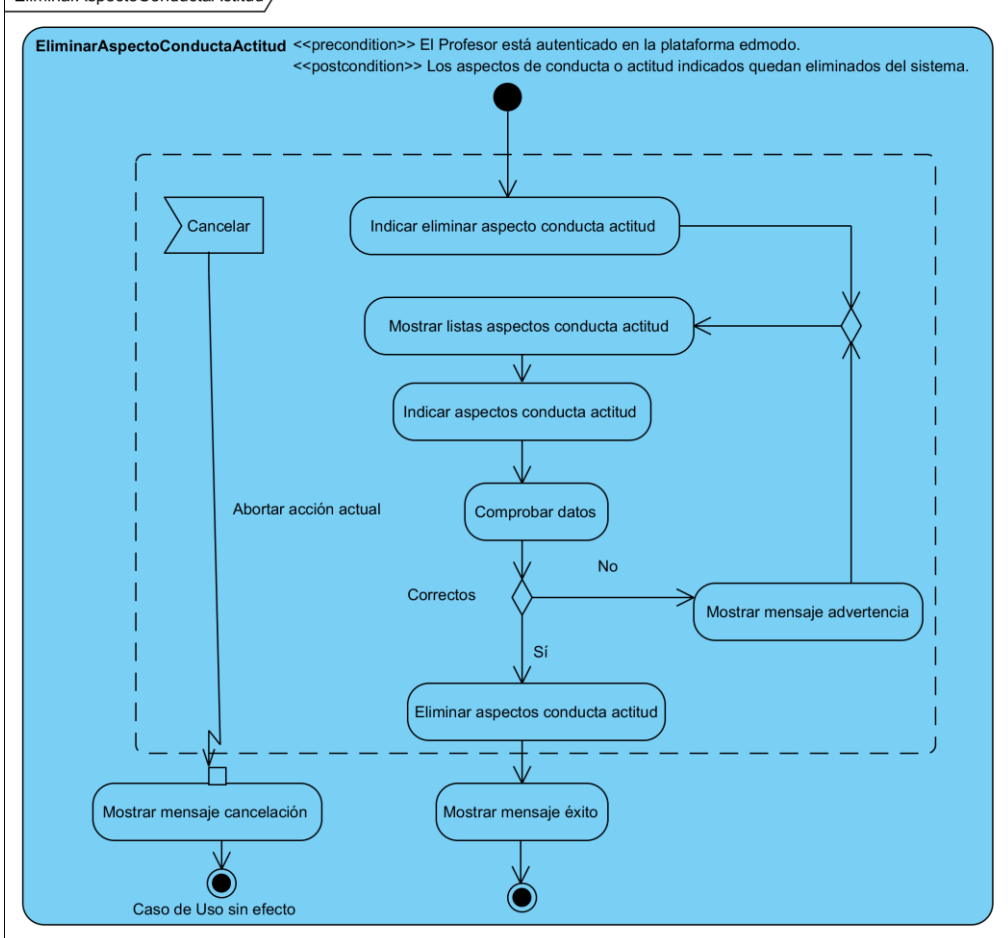 EliminarAspectoConductaActitud
EliminarAspectoConductaActitud <<precondition>> El Profesor está autenticado en la plataforma edmodo.
<<postcondition>> Los aspectos de conducta o actitud indicados quedan eliminados del sistema.
Cancelar
Indicar eliminar aspecto conducta actitud
Mostrar listas aspectos conducta actitud
Indicar aspectos conducta actitud
Abortar acción actual
Comprobar datos
No
Correctos
Mostrar mensaje advertencia
Sí
Eliminar aspectos conducta actitud
Mostrar mensaje cancelación
Mostrar mensaje éxito
Caso de Uso sin efecto